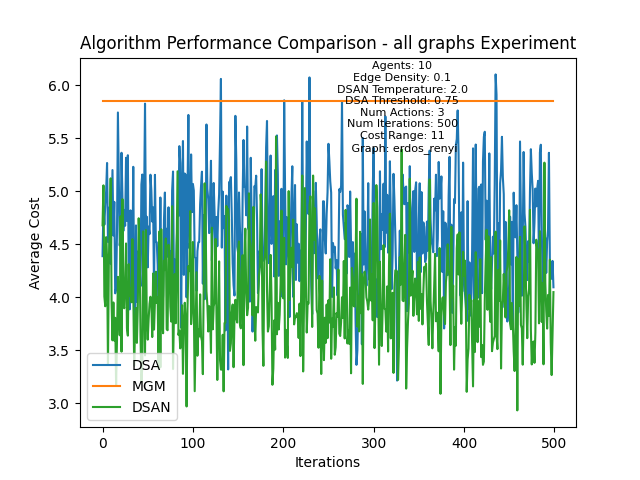 Algorithm Performance Comparison - all graphs Experiment
Agents: 10
Edge Density: 0.1
DSAN Temperature: 2.0
DSA Threshold: 0.75
Num Actions: 3
Num Iterations: 500
Cost Range: 11
Graph: erdos_renyi
Average Cost
6.0
5.5
5.0
4.5
4.0
3.5
3.0
DSA
MGM
DSAN
0 100 200 300 400 500
Iterations